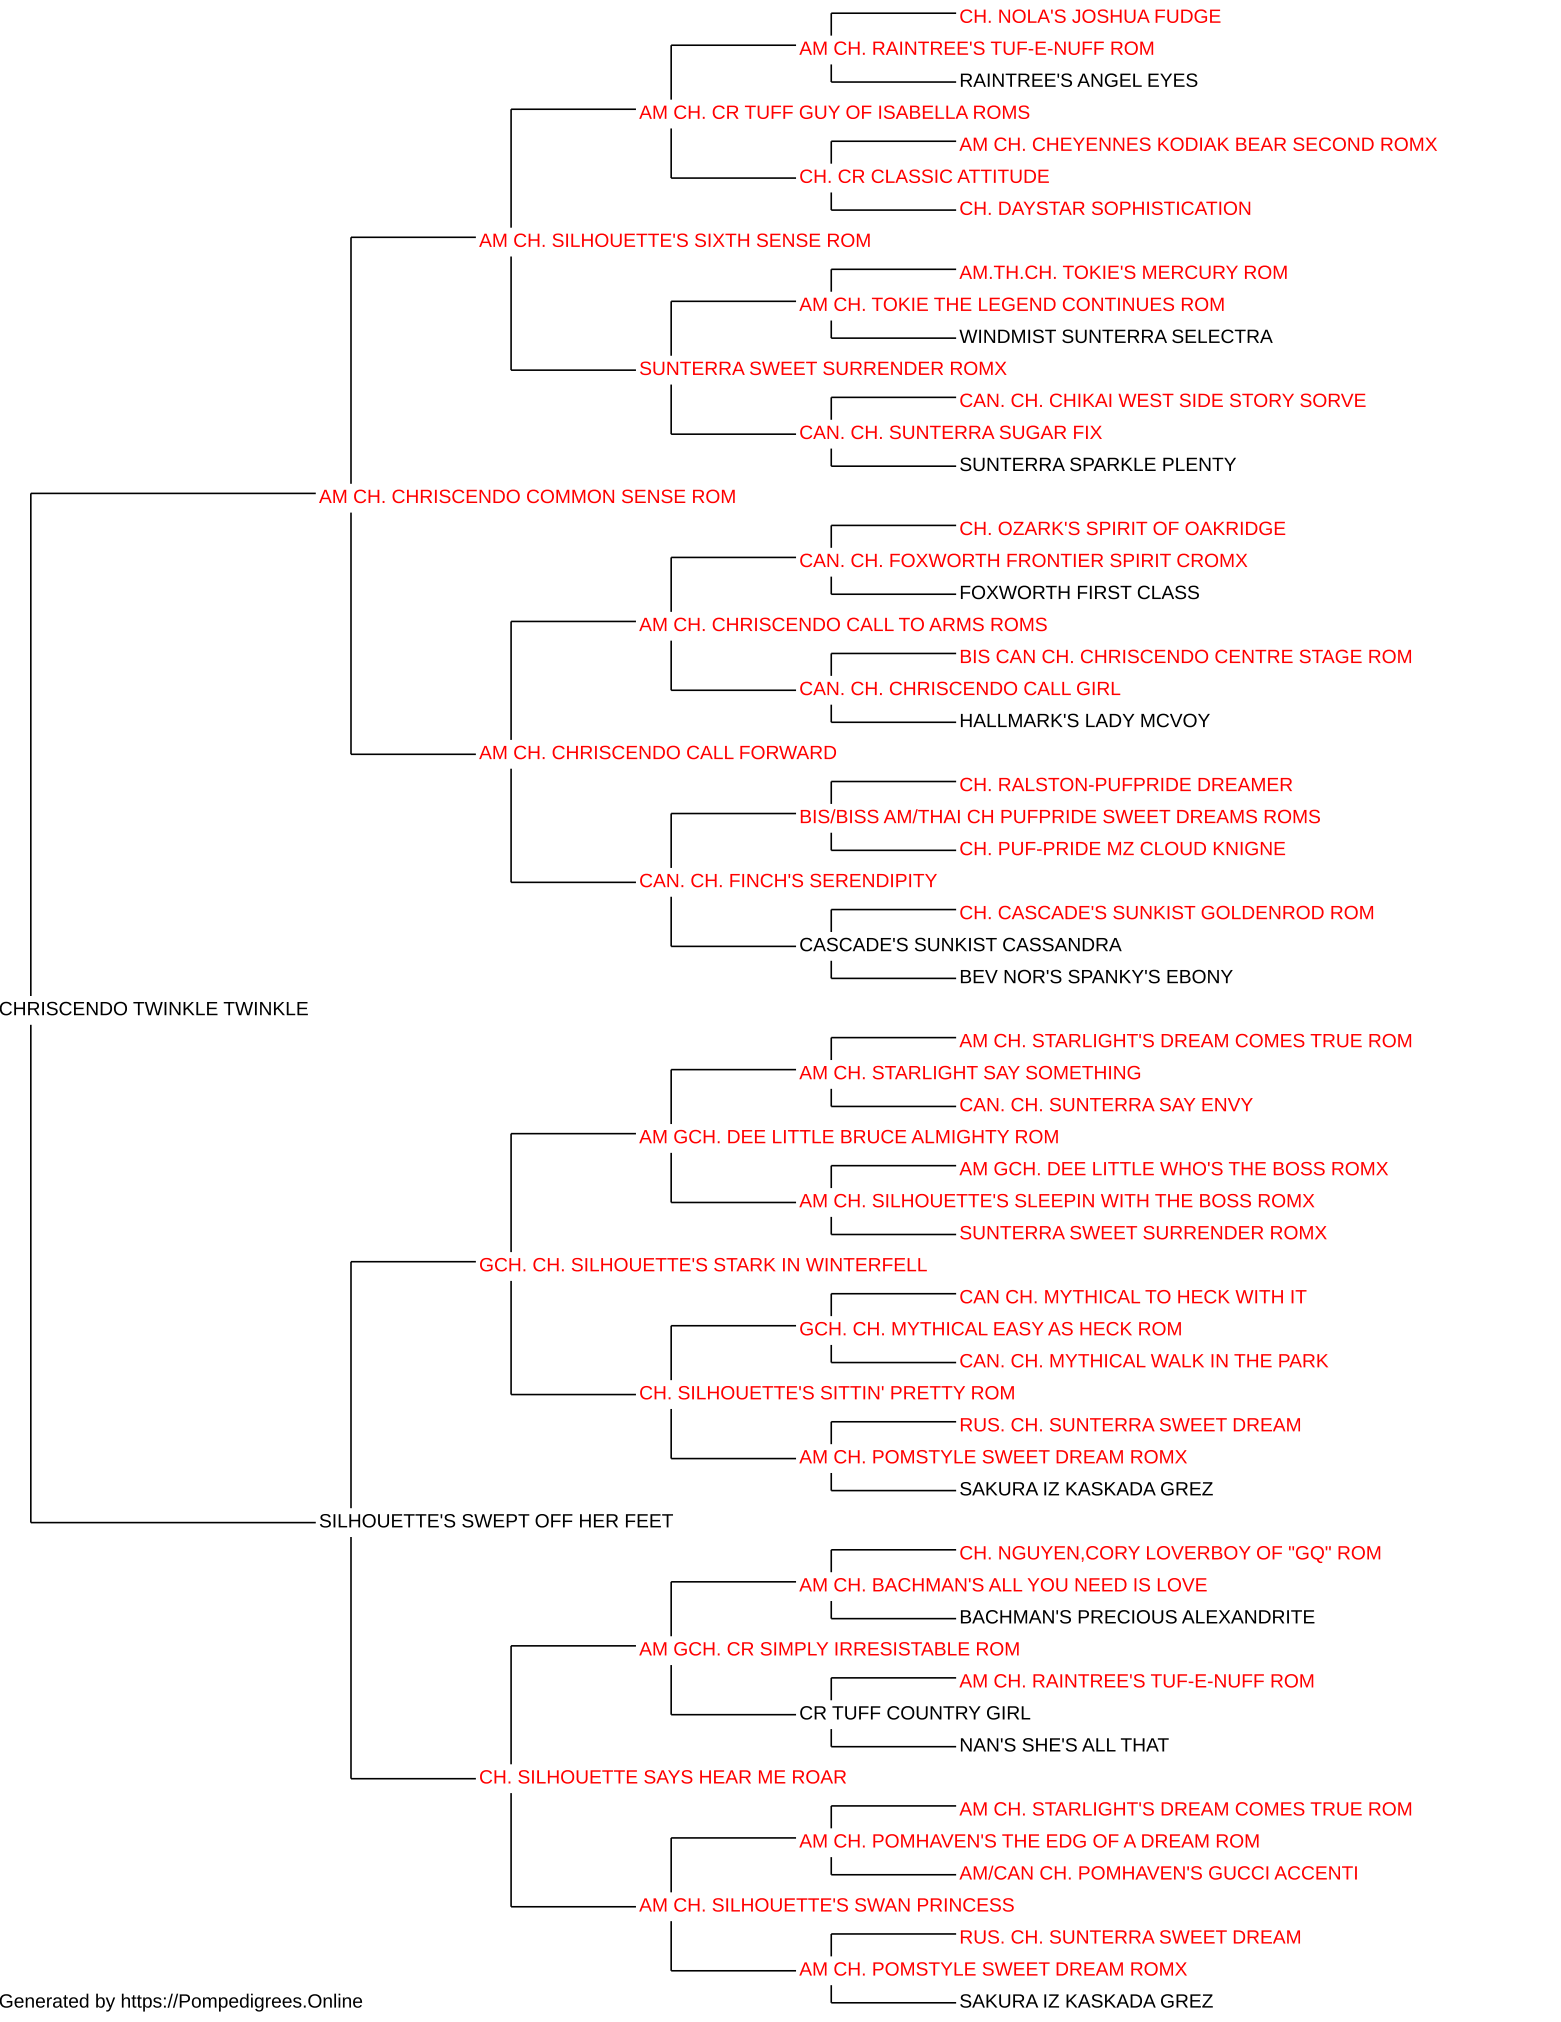 CH. NOLA'S JOSHUA FUDGE
AM CH. RAINTREE'S TUF-E-NUFF ROM
RAINTREE'S ANGEL EYES
AM CH. CR TUFF GUY OF ISABELLA ROMS
AM CH. CHEYENNES KODIAK BEAR SECOND ROMX
CH. CR CLASSIC ATTITUDE
CH. DAYSTAR SOPHISTICATION
AM CH. SILHOUETTE'S SIXTH SENSE ROM
AM.TH.CH. TOKIE'S MERCURY ROM
AM CH. TOKIE THE LEGEND CONTINUES ROM
WINDMIST SUNTERRA SELECTRA
SUNTERRA SWEET SURRENDER ROMX
CAN. CH. CHIKAI WEST SIDE STORY SORVE
CAN. CH. SUNTERRA SUGAR FIX
SUNTERRA SPARKLE PLENTY
AM CH. CHRISCENDO COMMON SENSE ROM
CH. OZARK'S SPIRIT OF OAKRIDGE
CAN. CH. FOXWORTH FRONTIER SPIRIT CROMX
FOXWORTH FIRST CLASS
AM CH. CHRISCENDO CALL TO ARMS ROMS
BIS CAN CH. CHRISCENDO CENTRE STAGE ROM
CAN. CH. CHRISCENDO CALL GIRL
HALLMARK'S LADY MCVOY
AM CH. CHRISCENDO CALL FORWARD
CH. RALSTON-PUFPRIDE DREAMER
BIS/BISS AM/THAI CH PUFPRIDE SWEET DREAMS ROMS
CH. PUF-PRIDE MZ CLOUD KNIGNE
CAN. CH. FINCH'S SERENDIPITY
CH. CASCADE'S SUNKIST GOLDENROD ROM
CASCADE'S SUNKIST CASSANDRA
BEV NOR'S SPANKY'S EBONY
CHRISCENDO TWINKLE TWINKLE
AM CH. STARLIGHT'S DREAM COMES TRUE ROM
AM CH. STARLIGHT SAY SOMETHING
CAN. CH. SUNTERRA SAY ENVY
AM GCH. DEE LITTLE BRUCE ALMIGHTY ROM
AM GCH. DEE LITTLE WHO'S THE BOSS ROMX
AM CH. SILHOUETTE'S SLEEPIN WITH THE BOSS ROMX
SUNTERRA SWEET SURRENDER ROMX
GCH. CH. SILHOUETTE'S STARK IN WINTERFELL
CAN CH. MYTHICAL TO HECK WITH IT
GCH. CH. MYTHICAL EASY AS HECK ROM
CAN. CH. MYTHICAL WALK IN THE PARK
CH. SILHOUETTE'S SITTIN' PRETTY ROM
RUS. CH. SUNTERRA SWEET DREAM
AM CH. POMSTYLE SWEET DREAM ROMX
SAKURA IZ KASKADA GREZ
SILHOUETTE'S SWEPT OFF HER FEET
CH. NGUYEN,CORY LOVERBOY OF "GQ" ROM
AM CH. BACHMAN'S ALL YOU NEED IS LOVE
BACHMAN'S PRECIOUS ALEXANDRITE
AM GCH. CR SIMPLY IRRESISTABLE ROM
AM CH. RAINTREE'S TUF-E-NUFF ROM
CR TUFF COUNTRY GIRL
NAN'S SHE'S ALL THAT
CH. SILHOUETTE SAYS HEAR ME ROAR
AM CH. STARLIGHT'S DREAM COMES TRUE ROM
AM CH. POMHAVEN'S THE EDG OF A DREAM ROM
AM/CAN CH. POMHAVEN'S GUCCI ACCENTI
AM CH. SILHOUETTE'S SWAN PRINCESS
RUS. CH. SUNTERRA SWEET DREAM
AM CH. POMSTYLE SWEET DREAM ROMX
SAKURA IZ KASKADA GREZ
Generated by https://Pompedigrees.Online